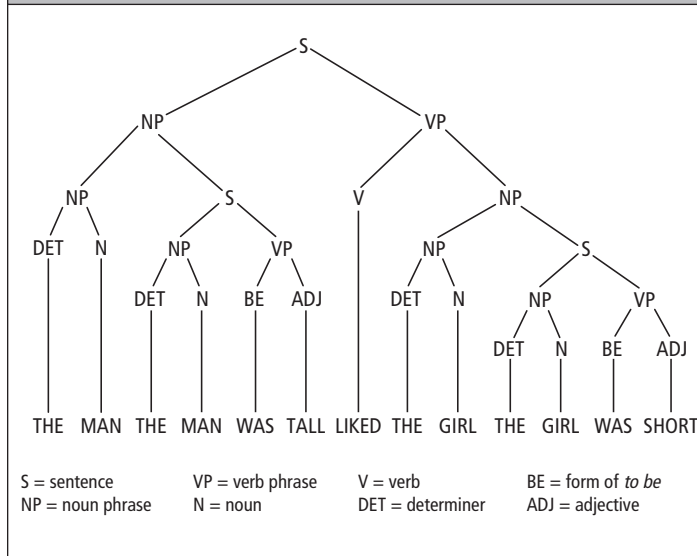 S
NP VP
NP S V NP
DET N NP VP NP S
DET N BE ADJ DET N NP VP
DET N BE ADJ
THE MAN THE MAN WAS TALL LIKED THE GIRL THE GIRL WAS SHORT
S = sentence VP = verb phrase V = verb BE = form of to be
NP = noun phrase N = noun DET = determiner ADJ = adjective